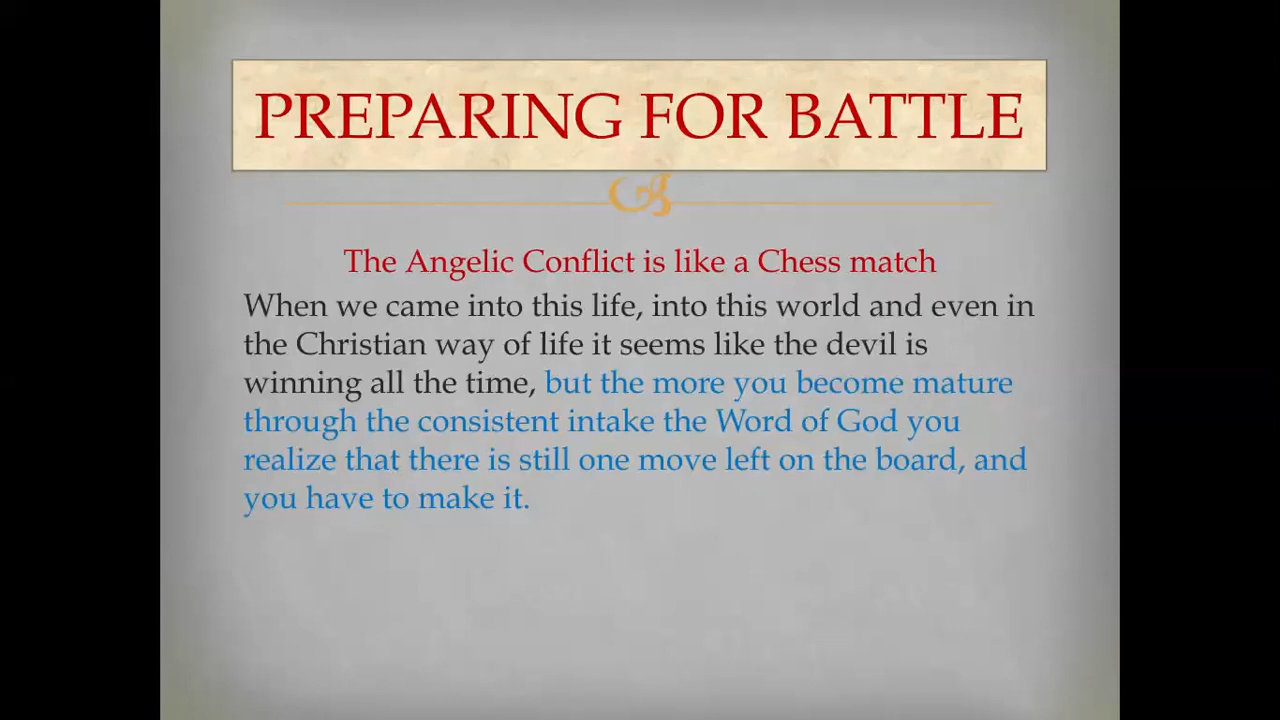 PREPARING FOR BATTLE
The Angelic Conflict is like a Chess match
When we came into this life, into this world and even in
the Christian way of life it seems like the devil is
winning all the time, but the more you become mature
through the consistent intake the Word of God you
realize that there is still one move left on the board, and
you have to make it.